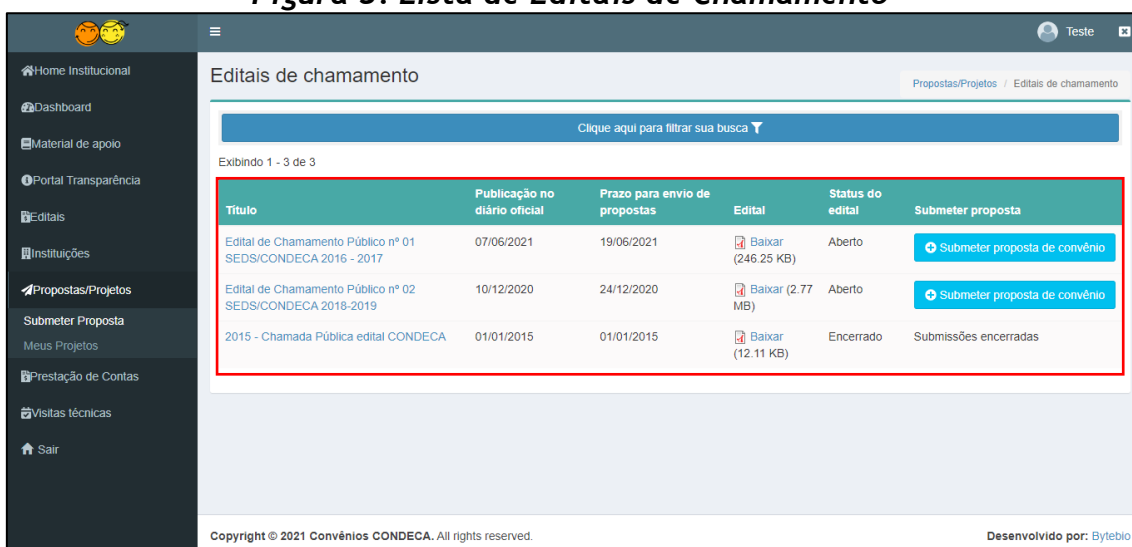 Figura 5: Lista de Editais de Chamamento
Teste
Home Institucional
Dashboard
Material de apoio
Portal Transparência
Editais
Instituições
Propostas/Projetos
Submeter Proposta
Meus Projetos
Prestação de Contas
Visitas técnicas
Sair
Editais de chamamento
Propostas/Projetos / Editais de chamamento
Clique aqui para filtrar sua busca
Exibindo 1 - 3 de 3
Título Publicação no diário oficial Prazo para envio de propostas Edital Status do edital Submeter proposta
Edital de Chamamento Público nº 01 SEDS/CONDECA 2016 - 2017 07/06/2021 19/06/2021 Baixar (246.25 KB) Aberto Submeter proposta de convênio
Edital de Chamamento Público nº 02 SEDS/CONDECA 2018-2019 10/12/2020 24/12/2020 Baixar (2.77 MB) Aberto Submeter proposta de convênio
2015 - Chamada Pública edital CONDECA 01/01/2015 01/01/2015 Baixar (12.11 KB) Encerrado Submissões encerradas
Copyright © 2021 Convênios CONDECA. All rights reserved.
Desenvolvido por: Bytebio